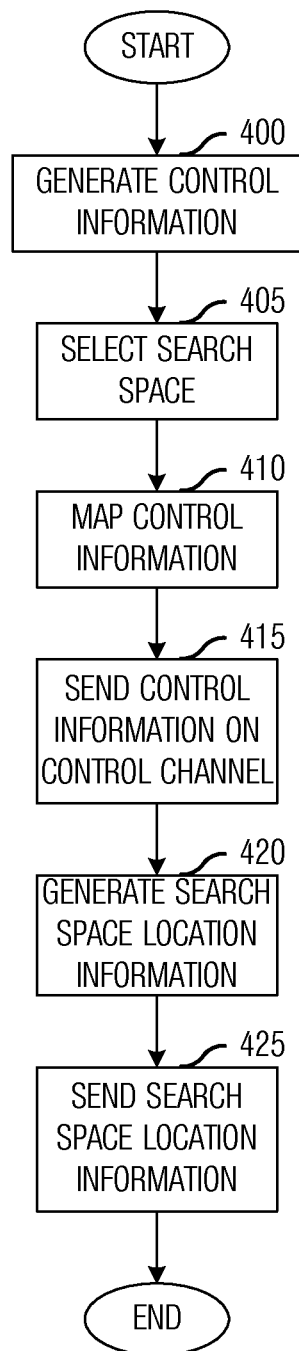 START
400
GENERATE CONTROL
INFORMATION
405
SELECT SEARCH
SPACE
410
MAP CONTROL
INFORMATION
415
SEND CONTROL
INFORMATION ON
CONTROL CHANNEL
420
GENERATE SEARCH
SPACE LOCATION
INFORMATION
425
SEND SEARCH
SPACE LOCATION
INFORMATION
END